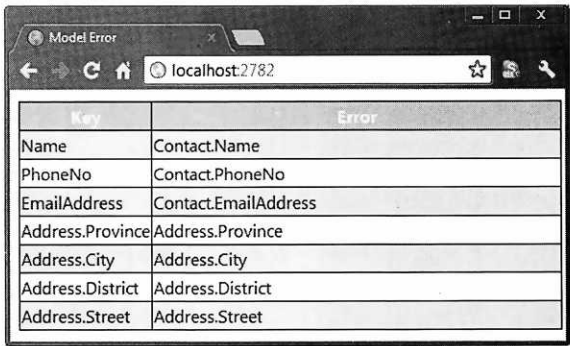 Model Error
localhost:2782
Key Error
Name Contact.Name
PhoneNo Contact.PhoneNo
EmailAddress Contact.EmailAddress
Address.Province Address.Province
Address.City Address.City
Address.District Address.District
Address.Street Address.Street